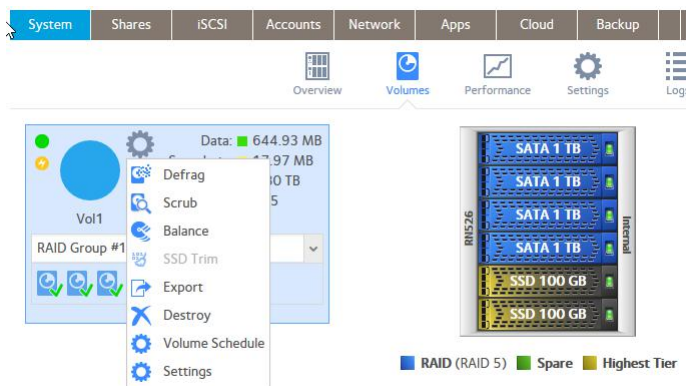 System Shares iSCSI Accounts Network Apps Cloud Backup
Overview Volumes Performance Settings Logs
Data: 644.93 MB
17.97 MB
Defrag
Scrub
Balance
SSD Trim
Export
Destroy
Volume Schedule
Settings
Vol1
RAID Group #1
SATA 1 TB
SATA 1 TB
SATA 1 TB
SATA 1 TB
SSD 100 GB
SSD 100 GB
RN526
Internal
RAID (RAID 5) Spare Highest Tier